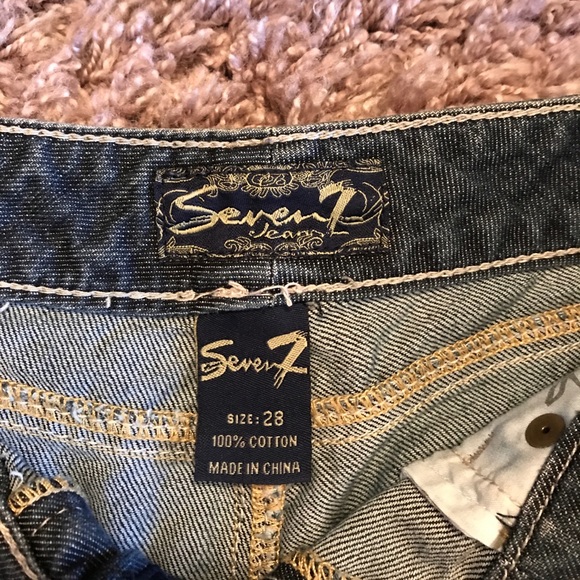 Seven7
Jeans
Seven7
SIZE: 28
100% COTTON
MADE IN CHINA